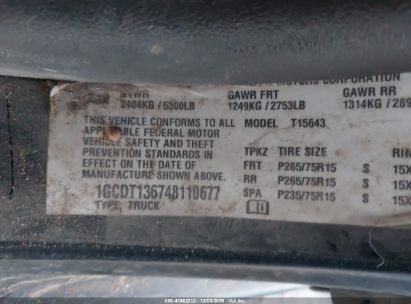 MOTORS CORPORATION
GVWR GAWR FRT GAWR RR
2404KG / 5300LB 1249KG / 2753LB 1314KG / 289
THIS VEHICLE CONFORMS TO ALL
APPLICABLE FEDERAL MOTOR
VEHICLE SAFETY AND THEFT
PREVENTION STANDARDS IN
EFFECT ON THE DATE OF
MANUFACTURE SHOWN ABOVE.
1GCDT136748110677
TYPE: TRUCK
MODEL T15643
TPKZ TIRE SIZE RIM
FRT P265/75R15 S 15X
RR P265/75R15 S 15X
SPA P235/75R15 S 15X